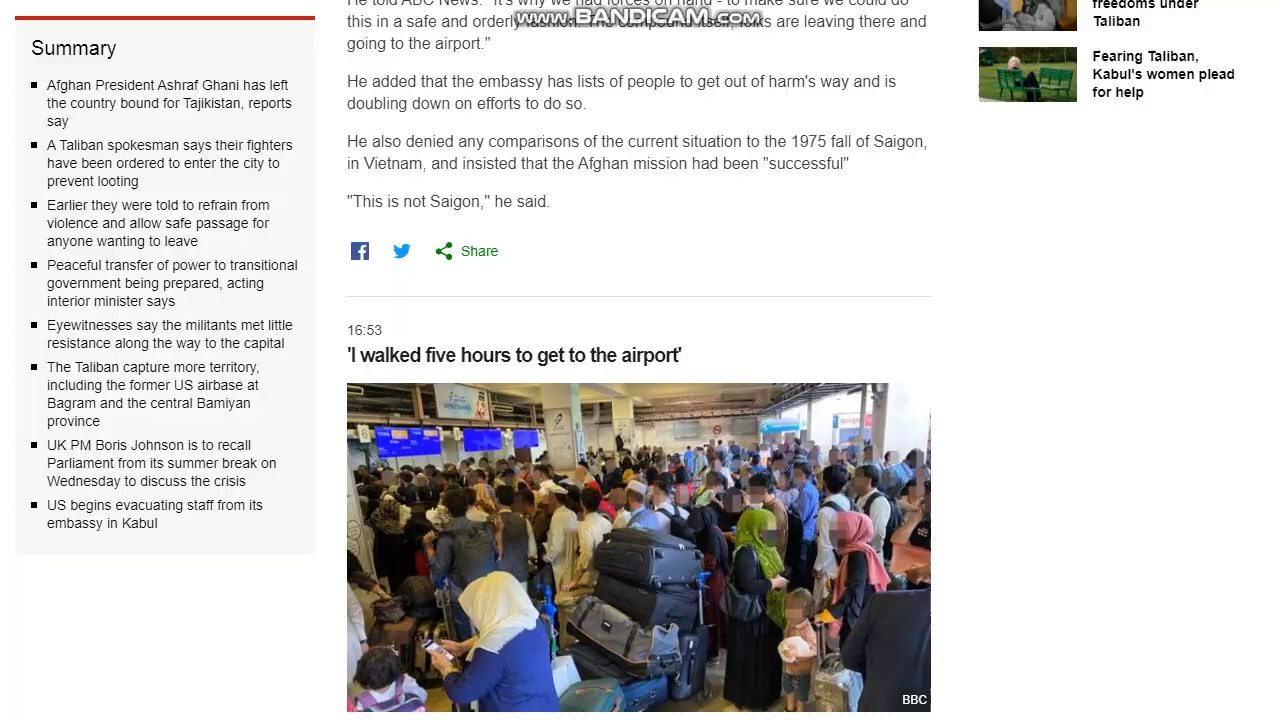 Summary
Afghan President Ashraf Ghani has left
the country bound for Tajikistan, reports
say
A Taliban spokesman says their fighters
have been ordered to enter the city to
prevent looting
Earlier they were told to refrain from
violence and allow safe passage for
anyone wanting to leave
Peaceful transfer of power to transitional
government being prepared, acting
interior minister says
Eyewitnesses say the militants met little
resistance along the way to the capital
The Taliban capture more territory,
including the former US airbase at
Bagram and the central Bamiyan
province
UK PM Boris Johnson is to recall
Parliament from its summer break on
Wednesday to discuss the crisis
US begins evacuating staff from its
embassy in Kabul
He told ABC News: "It's why we had forces on hand - to make sure we could do
www.BANDICAM.com
this in a safe and orderly fashion. The compound itself, folks are leaving there and
going to the airport."
He added that the embassy has lists of people to get out of harm's way and is
doubling down on efforts to do so.
He also denied any comparisons of the current situation to the 1975 fall of Saigon,
in Vietnam, and insisted that the Afghan mission had been "successful"
"This is not Saigon," he said.
Share
16:53
'I walked five hours to get to the airport'
BBC
freedoms under
Taliban
Fearing Taliban,
Kabul's women plead
for help